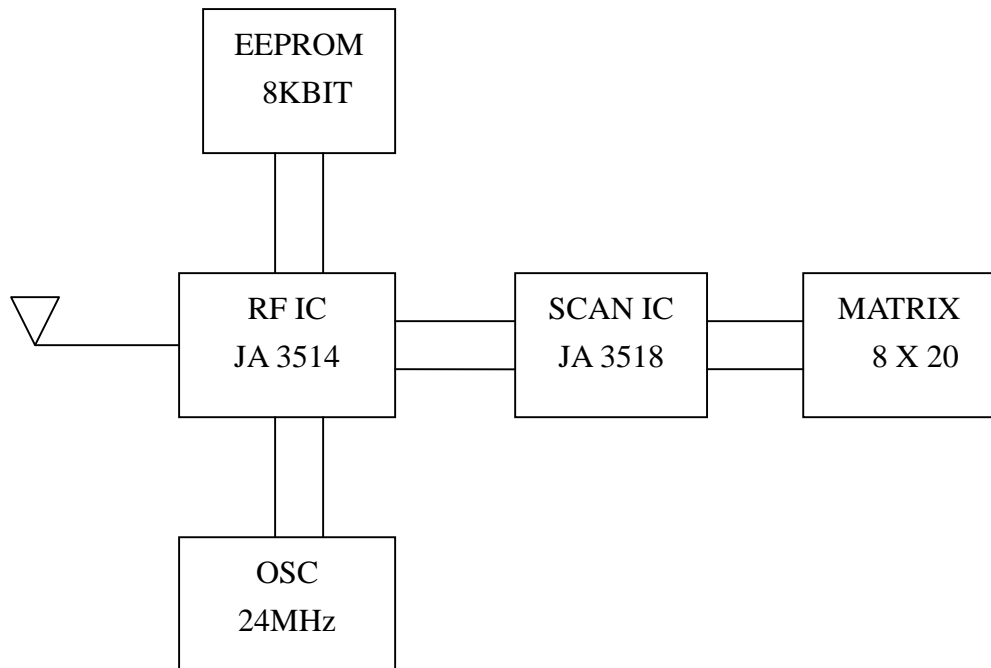 EEPROM
8KBIT
RF IC
JA 3514
SCAN IC
JA 3518
MATRIX
8 X 20
OSC
24MHz